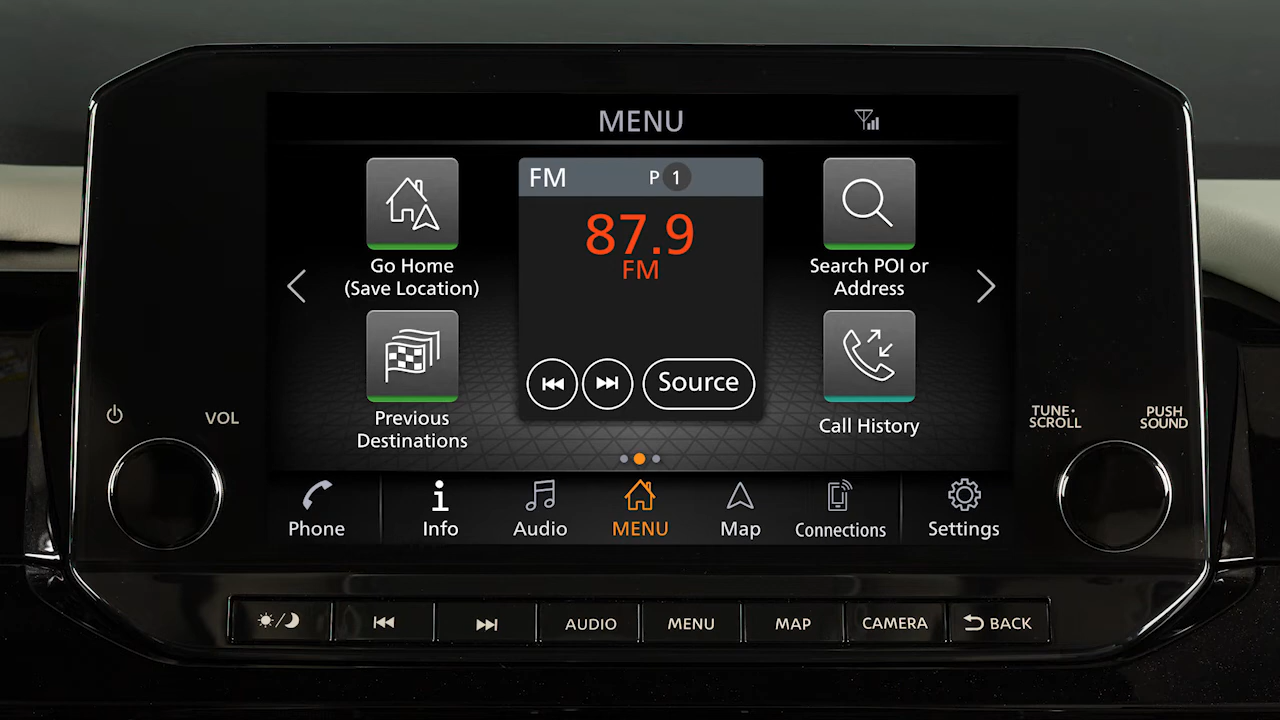 MENU
FM P 1
87.9
FM
Source
Go Home
(Save Location)
Previous
Destinations
Search POI or
Address
Call History
Phone
Info
Audio
MENU
Map
Connections
Settings
VOL
TUNE•
SCROLL
PUSH
SOUND
AUDIO
MENU
MAP
CAMERA
BACK